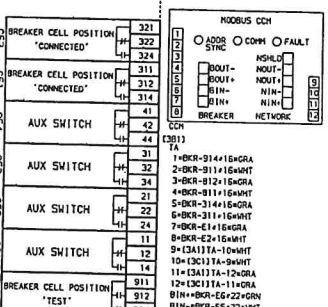 BREAKER CELL POSITION
"CONNECTED"
321
322
324
BREAKER CELL POSITION
"CONNECTED"
311
312
314
AUX SWITCH
41
42
44
AUX SWITCH
31
32
34
AUX SWITCH
21
22
24
AUX SWITCH
11
12
14
BREAKER CELL POSITION
"TEST"
911
912
MODBUS CCM
1
2
3
4
5
6
7
8
ADDR
SYNC
COMM
FAULT
NSHLD
BOUT- NOUT-
BOUT+ NOUT+
BIN- NIN-
BIN+ NIN+
9
10
11
12
BREAKER NETWORK
CCM
[3B1]
TA
1=BKR-914#16=GRA
2=BKR-911#16=WHT
3=BKR-812#16=GRA
4=BKR-811#16=WHT
5=BKR-314#16=GRA
6=BKR-311#16=WHT
7=BKR-E1#16=GRA
8=BKR-E2#16=WHT
9=[3A1]TA-10=WHT
10=[3C1]TA-9=WHT
11=[3A1]TA-12=GRA
12=[3C1]TA-11=GRA
BIN+=BKR-E6#22=GRN